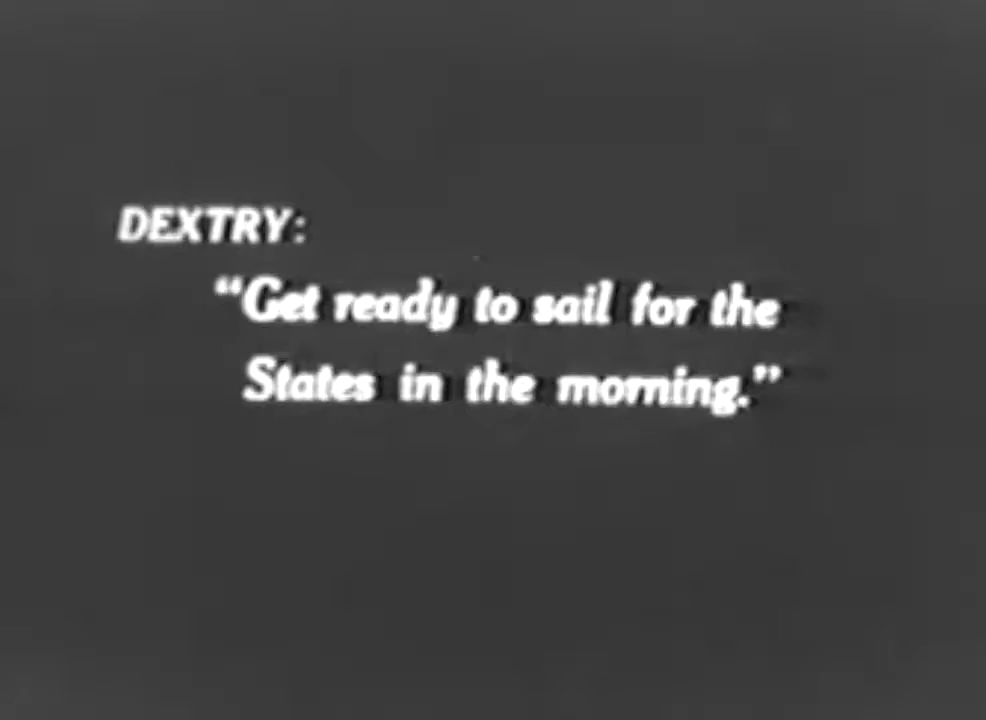 DEXTRY:
“Get ready to sail for the
States in the morning.”